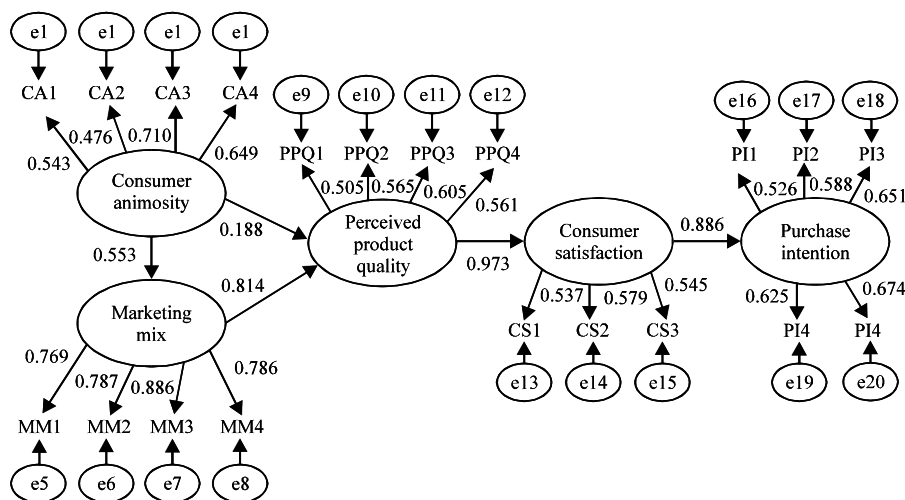 e1 e1 e1 e1
CA1 CA2 CA3 CA4
0.543 0.476 0.710 0.649
Consumer
animosity
0.553
0.188
0.814
Marketing
mix
0.769 0.787 0.886 0.786
MM1 MM2 MM3 MM4
e5 e6 e7 e8
e9 e10 e11 e12
PPQ1 PPQ2 PPQ3 PPQ4
0.505 0.565 0.605 0.561
Perceived
product
quality
0.973
Consumer
satisfaction
0.537 0.579 0.545
CS1 CS2 CS3
e13 e14 e15
0.886
e16 e17 e18
PI1 PI2 PI3
0.526 0.588 0.651
Purchase
intention
0.625 0.674
PI4 PI4
e19 e20